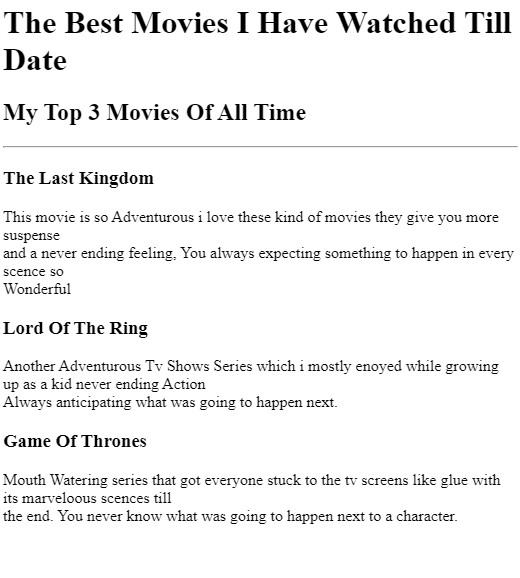 The Best Movies I Have Watched Till
Date
My Top 3 Movies Of All Time
The Last Kingdom
This movie is so Adventurous i love these kind of movies they give you more
suspense
and a never ending feeling, You always expecting something to happen in every
scence so
Wonderful
Lord Of The Ring
Another Adventurous Tv Shows Series which i mostly enoyed while growing
up as a kid never ending Action
Always anticipating what was going to happen next.
Game Of Thrones
Mouth Watering series that got everyone stuck to the tv screens like glue with
its marveloous scences till
the end. You never know what was going to happen next to a character.